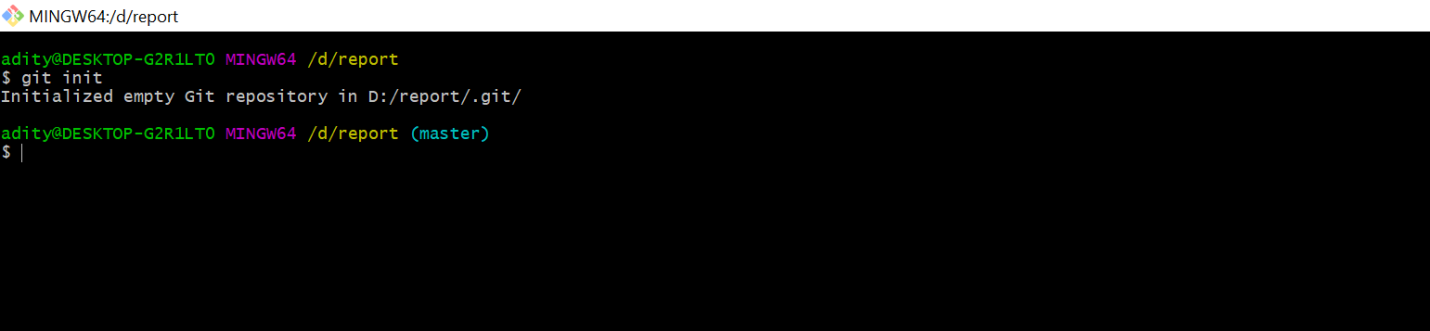 MINGW64:/d/report
adity@DESKTOP-G2R1LT0 MINGW64 /d/report
$ git init
Initialized empty Git repository in D:/report/.git/
adity@DESKTOP-G2R1LT0 MINGW64 /d/report (master)
$